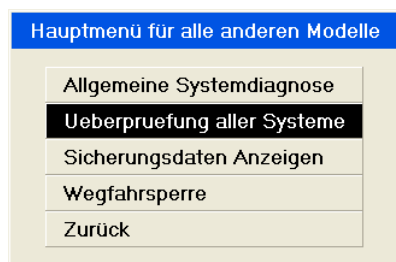 Hauptmenü für alle anderen Modelle
Allgemeine Systemdiagnose
Ueberpruefung aller Systeme
Sicherungsdaten Anzeigen
Wegfahrsperre
Zurück